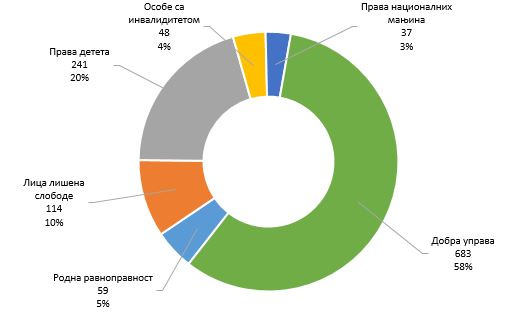 Особе са
инвалидитетом
48
4%
Права националних
мањина
37
3%
Права детета
241
20%
Лица лишена
слободе
114
10%
Добра управа
683
58%
Родна равноправност
59
5%